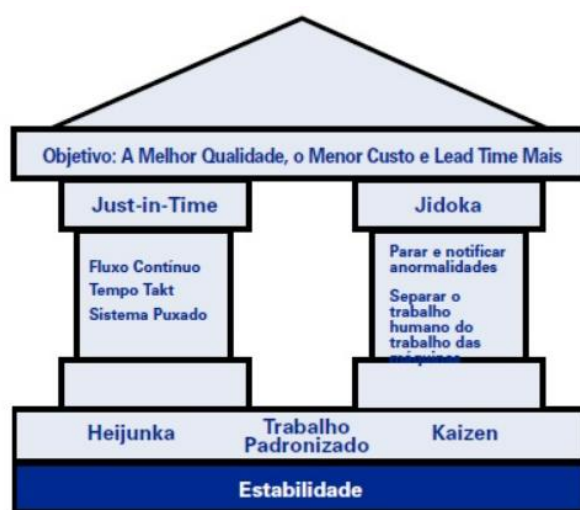 Objetivo: A Melhor Qualidade, o Menor Custo e Lead Time Mais
Just-in-Time
Jidoka
Fluxo Contínuo
Tempo Takt
Sistema Puxado
Parar e notificar
anormalidades
Separar o
trabalho
humano do
trabalho das
máquinas
Heijunka
Trabalho
Padronizado
Kaizen
Estabilidade